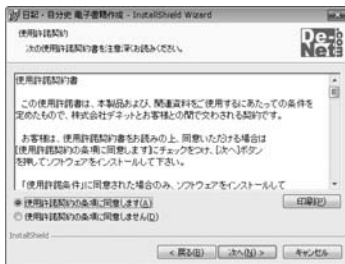 日記・自分史 電子書籍作成 - InstallShield Wizard
使用許諾契約
次の使用許諾契約書を注意深くお読みください。
De-Net
使用許諾契約書
この使用許諾書は、本製品および、関連資料をご使用するにあたっての条件を
定めたもので、株式会社デネットとお客様との間で交わされる契約です。
お客様は、使用許諾契約書をお読みの上、同意いただける場合は
[使用許諾契約の条項に同意します]にチェックをつけ、[次へ]ボタン
を押してソフトウェアをインストールして下さい。
「使用許諾条件」に同意された場合のみ、ソフトウェアをインストールして
使用許諾契約の条項に同意します(A)
印刷(P)
使用許諾契約の条項に同意しません(D)
InstallShield
< 戻る(B)
次へ(N) >
キャンセル